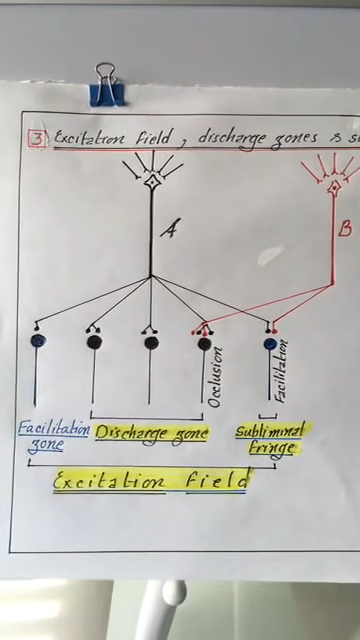 3 Excitation field, discharge zones &
A
B
Occlusion
Facilitation
Facilitation zone
Discharge zone
Subliminal fringe
Excitation field